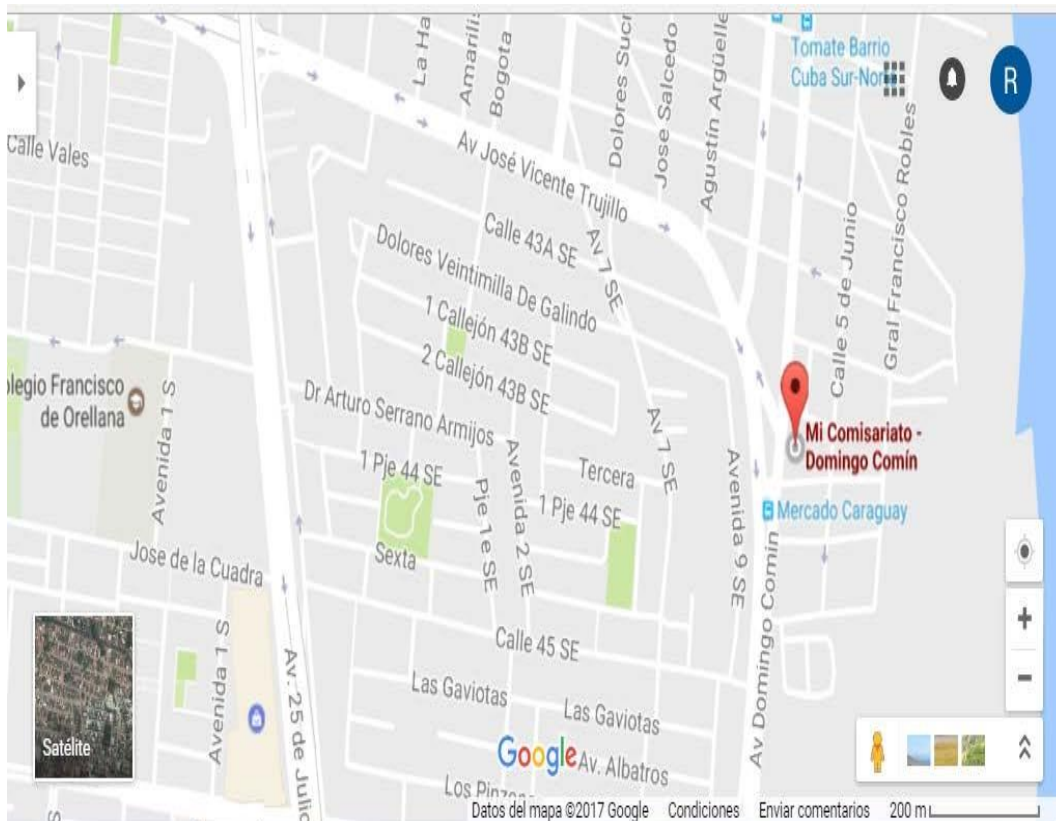 La Ha
Amarilis
Bogota
Dolores Sucr
Jose Salcedo
Agustín Argüelle
Tomate Barrio
Cuba Sur-Norte
R
Calle Vales
Av José Vicente Trujillo
Calle 43A SE
Av 7 SE
Dolores Veintimilla De Galindo
1 Callejón 43B SE
2 Callejón 43B SE
Calle 5 de Junio
Gral Francisco Robles
olegio Francisco
de Orellana
Avenida 1 S
Dr Arturo Serrano Armijos
1 Pje 44 SE
Pje 1e SE
Avenida 2 SE
Tercera
1 Pje 44 SE
Av 7 SE
Avenida 9 SE
Mi Comisariato -
Domingo Comín
Mercado Caraguay
Jose de la Cuadra
Sexta
Calle 45 SE
Avenida 1 S
Av. 25 de Julio
Las Gaviotas
Las Gaviotas
Av Domingo Comin
Satélite
Google
Av. Albatros
Los Pinzone
S
Datos del mapa ©2017 Google Condiciones Enviar comentarios 200 m